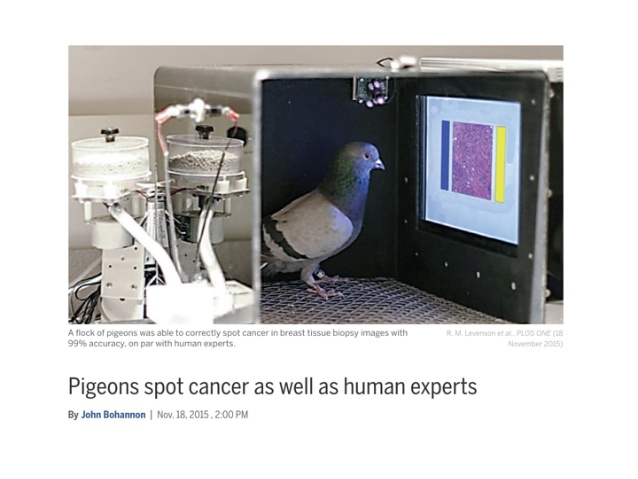 A flock of pigeons was able to correctly spot cancer in breast tissue biopsy images with
99% accuracy, on par with human experts.
R. M. Levenson et al., PLOS ONE (18
November 2015)
Pigeons spot cancer as well as human experts
By John Bohannon | Nov. 18, 2015 , 2:00 PM